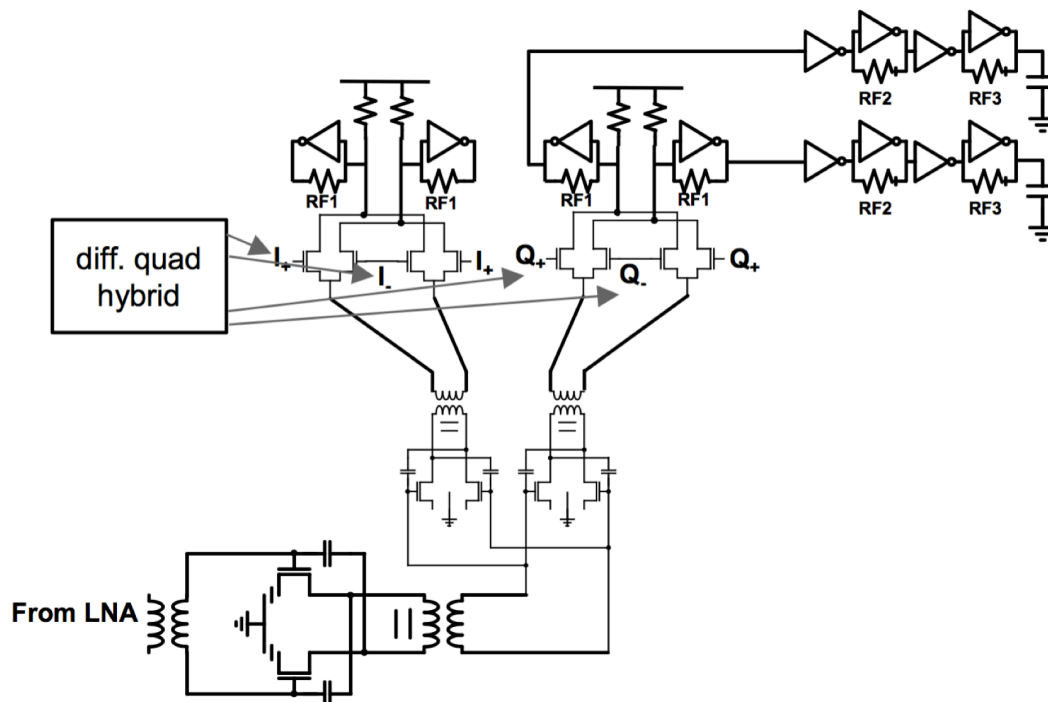 RF2
RF3
RF1
RF1
RF1
RF1
RF2
RF3
diff. quad
hybrid
I+
I-
I+
Q+
Q-
Q+
From LNA